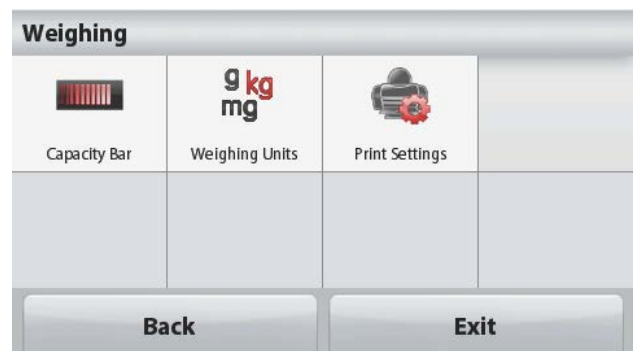 Weighing
g kg
mg
Capacity Bar
Weighing Units
Print Settings
Back
Exit